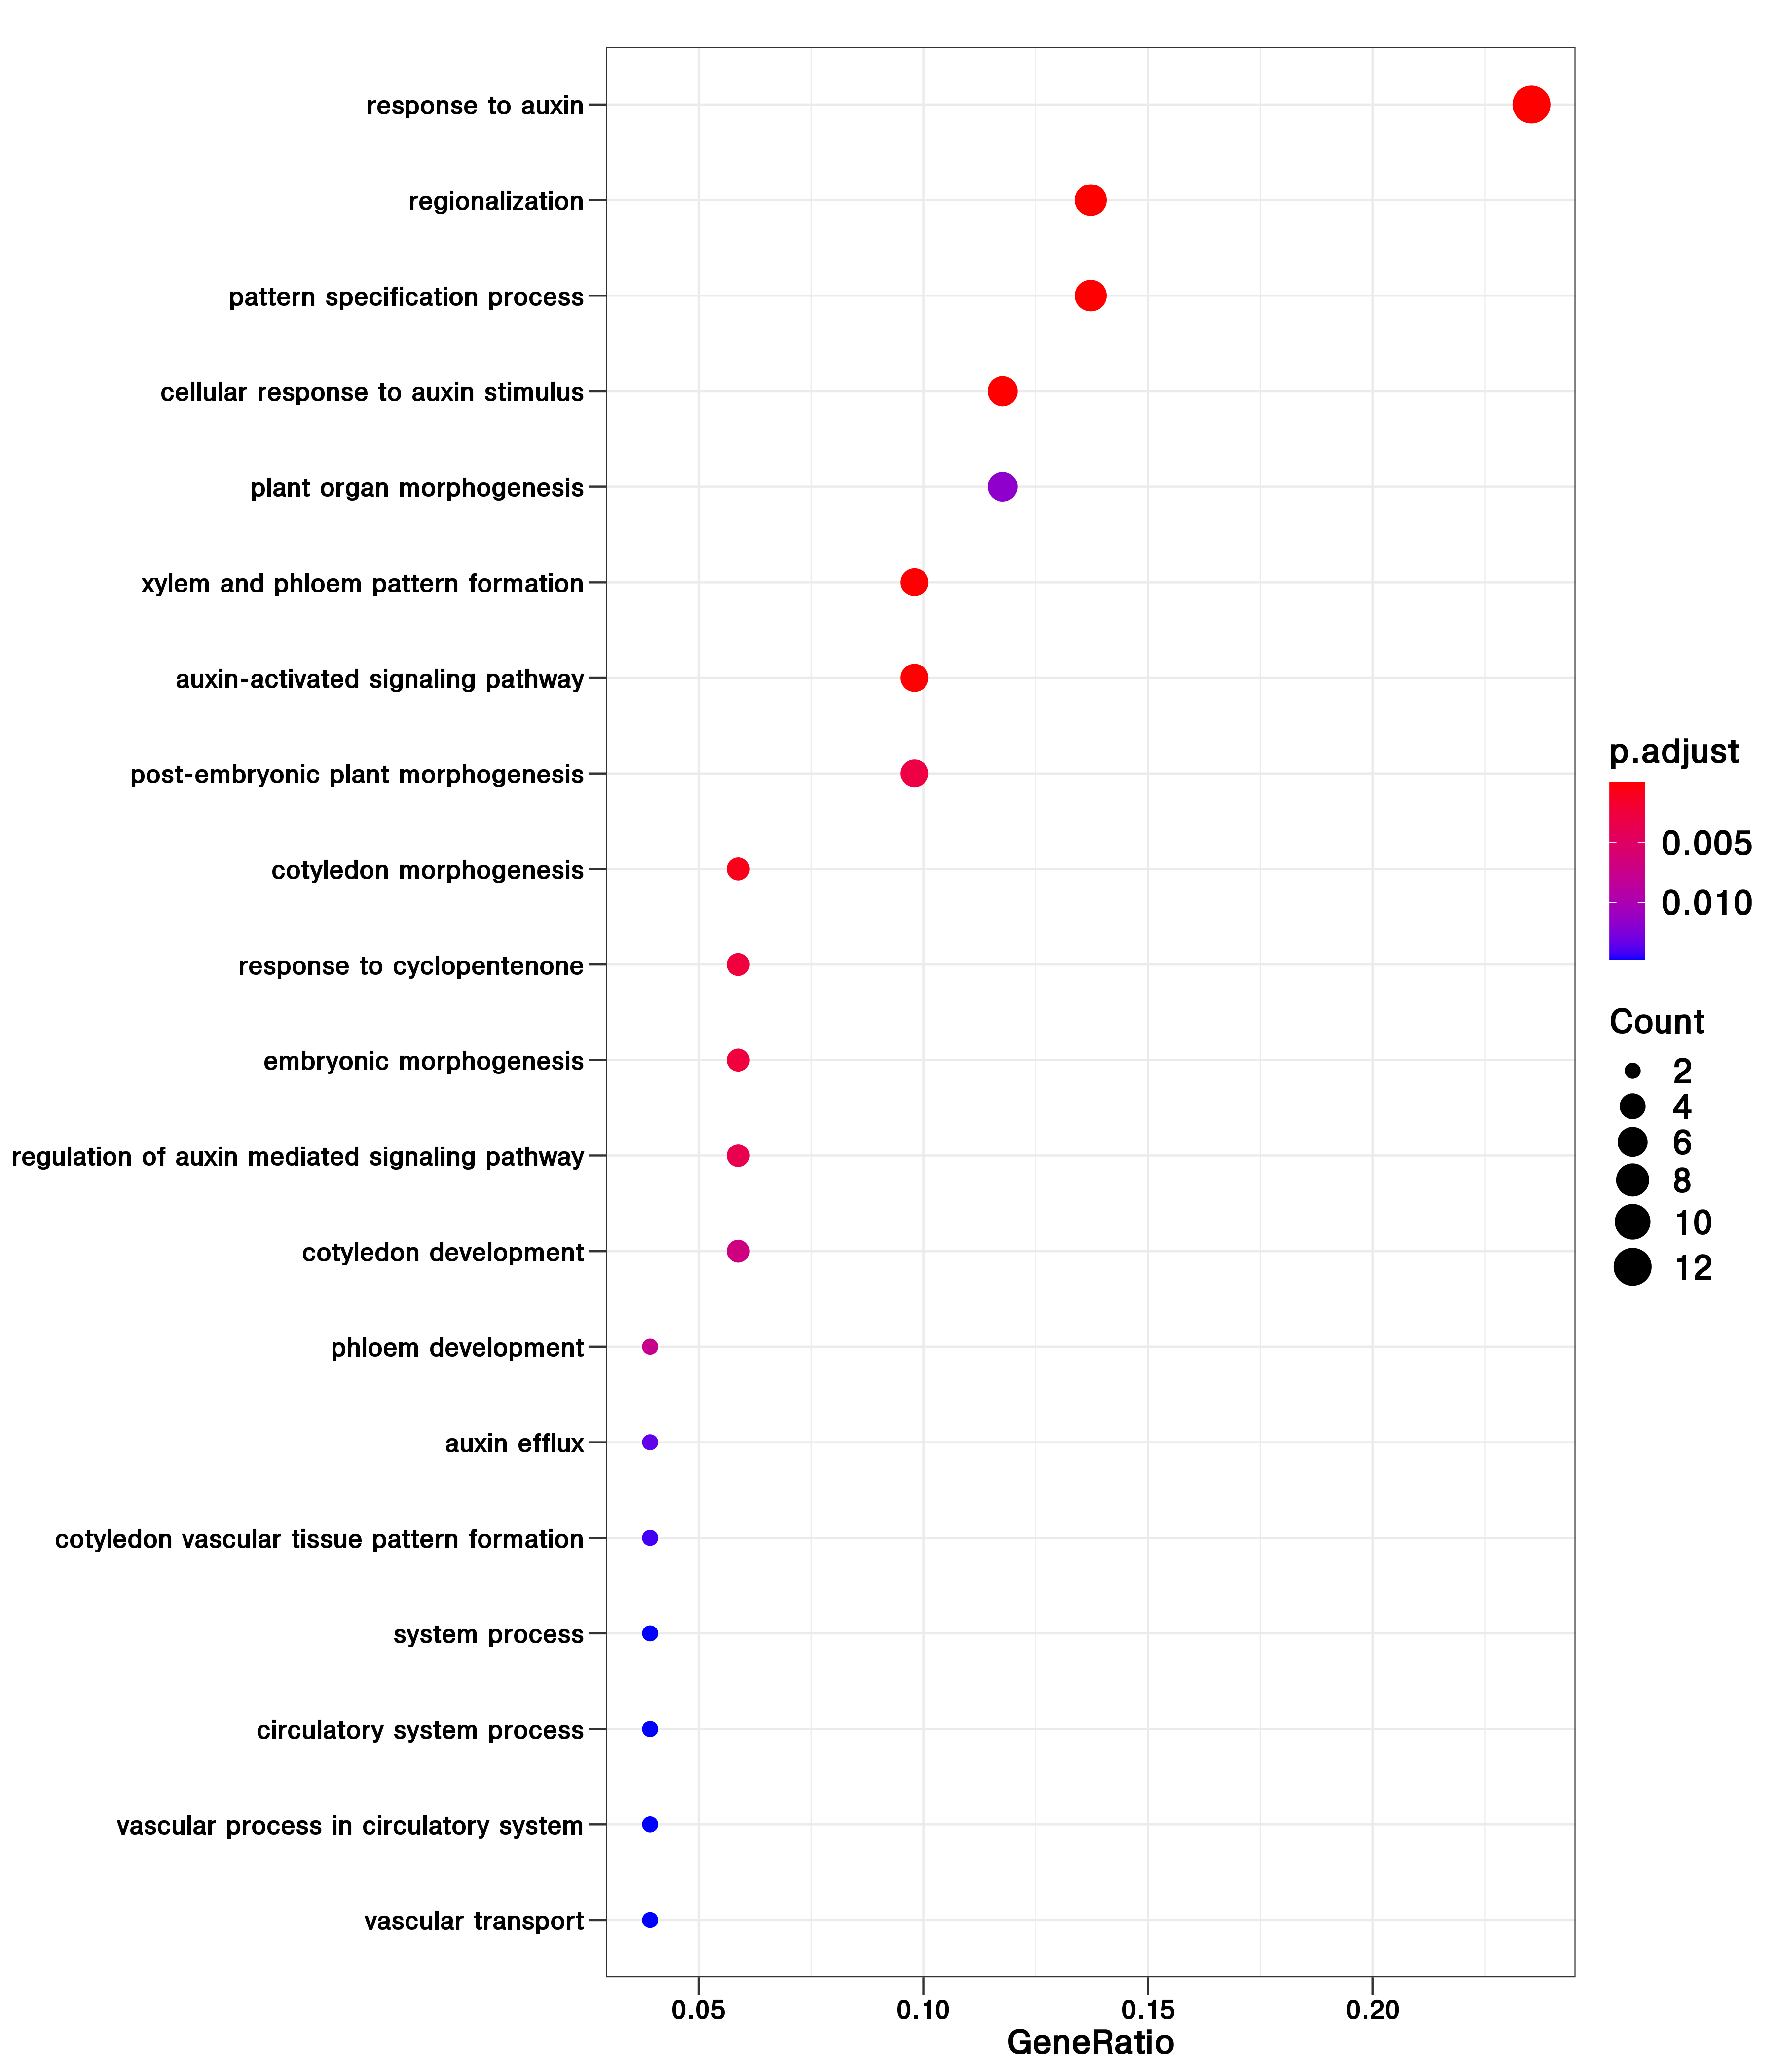 response to auxin
regionalization
pattern specification process
cellular response to auxin stimulus
plant organ morphogenesis
xylem and phloem pattern formation
auxin-activated signaling pathway
post-embryonic plant morphogenesis
cotyledon morphogenesis
response to cyclopentenone
embryonic morphogenesis
regulation of auxin mediated signaling pathway
cotyledon development
phloem development
auxin efflux
cotyledon vascular tissue pattern formation
system process
circulatory system process
vascular process in circulatory system
vascular transport
0.05 0.10 0.15 0.20
GeneRatio
p.adjust
0.005
0.010
Count
2
4
6
8
10
12